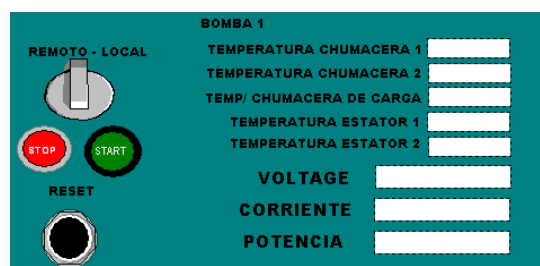 BOMBA 1
REMOTO - LOCAL
TEMPERATURA CHUMACERA 1
TEMPERATURA CHUMACERA 2
TEMP/ CHUMACERA DE CARGA
TEMPERATURA ESTATOR 1
TEMPERATURA ESTATOR 2
STOP
START
RESET
VOLTAGE
CORRIENTE
POTENCIA